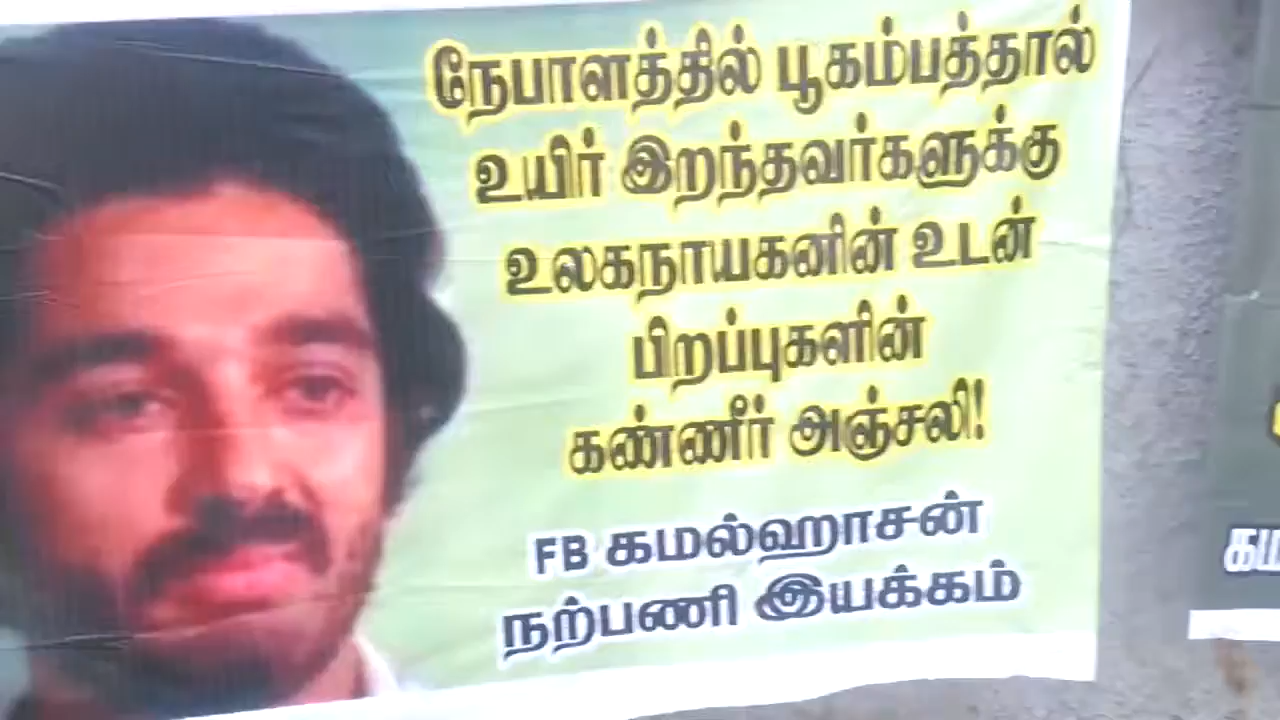 நேபாளத்தில் பூகம்பத்தால்
உயிர் இறந்தவர்களுக்கு
உலகநாயகனின் உடன்
பிறப்புகளின்
கண்ணீர் அஞ்சலி!
FB கமல்ஹாசன்
நற்பணி இயக்கம்